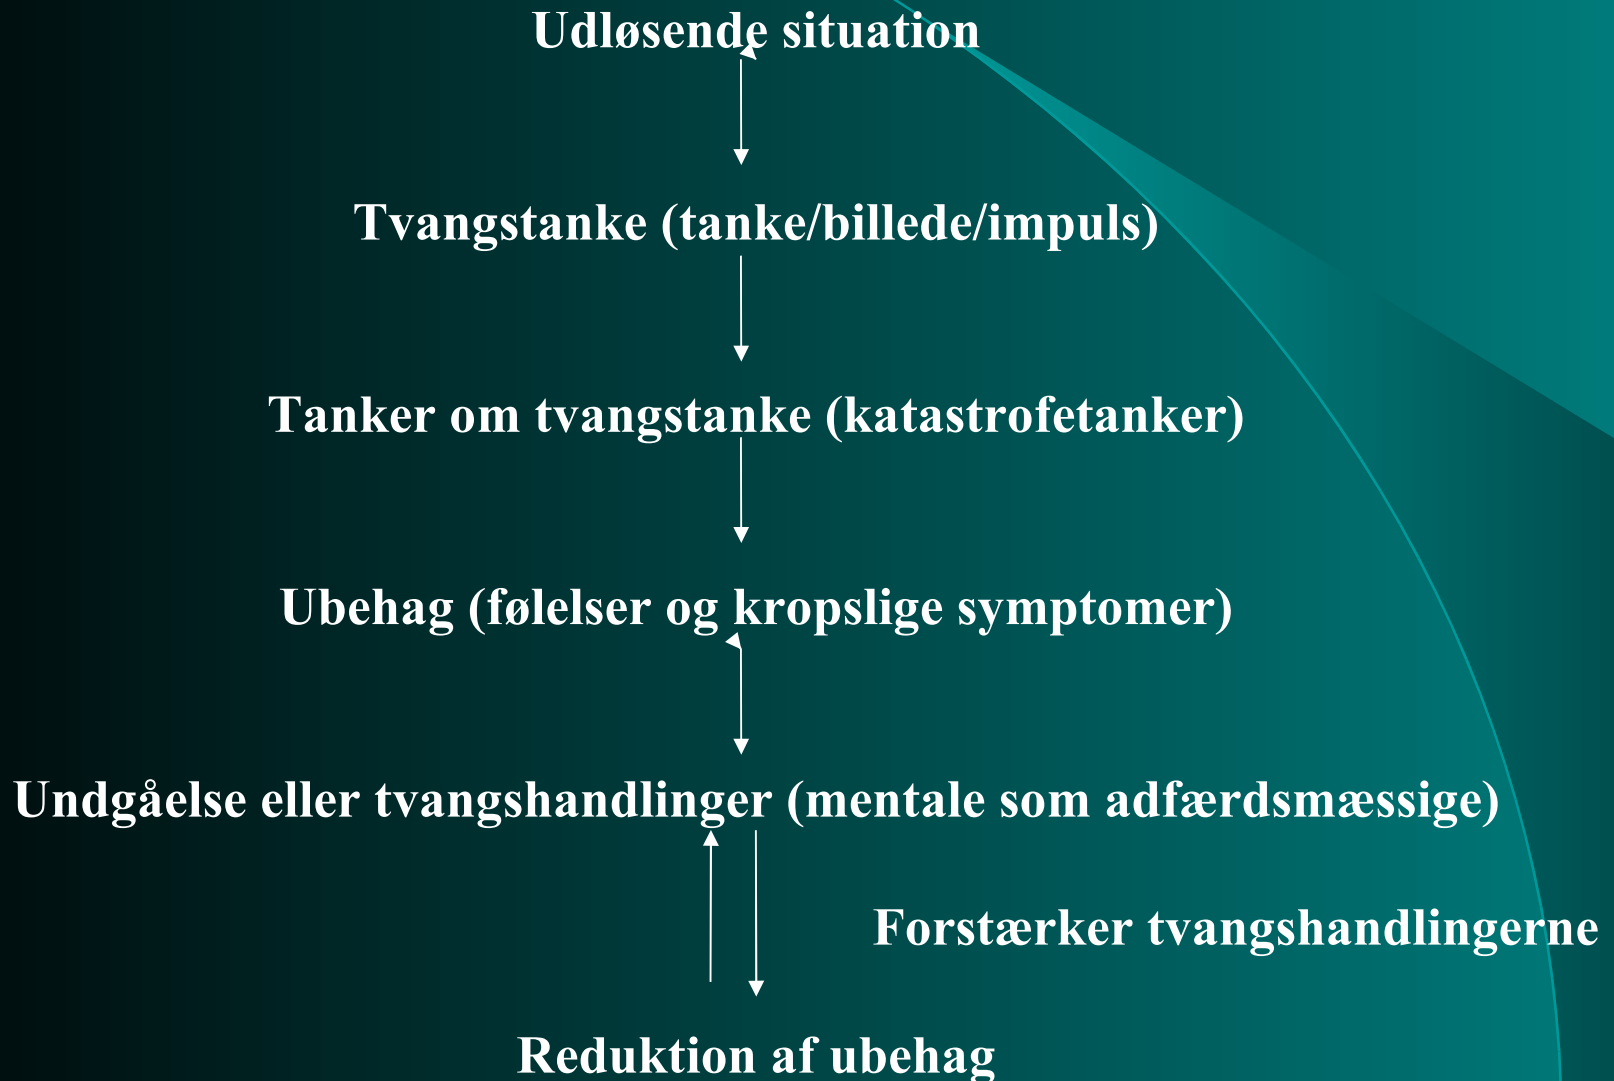 Udløsende situation
Tvangstanke (tanke/billede/impuls)
Tanker om tvangstanke (katastrofetanker)
Ubehag (følelser og kropslige symptomer)
Undgåelse eller tvangshandlinger (mentale som adfærdsmæssige)
Forstærker tvangshandlingerne
Reduktion af ubehag